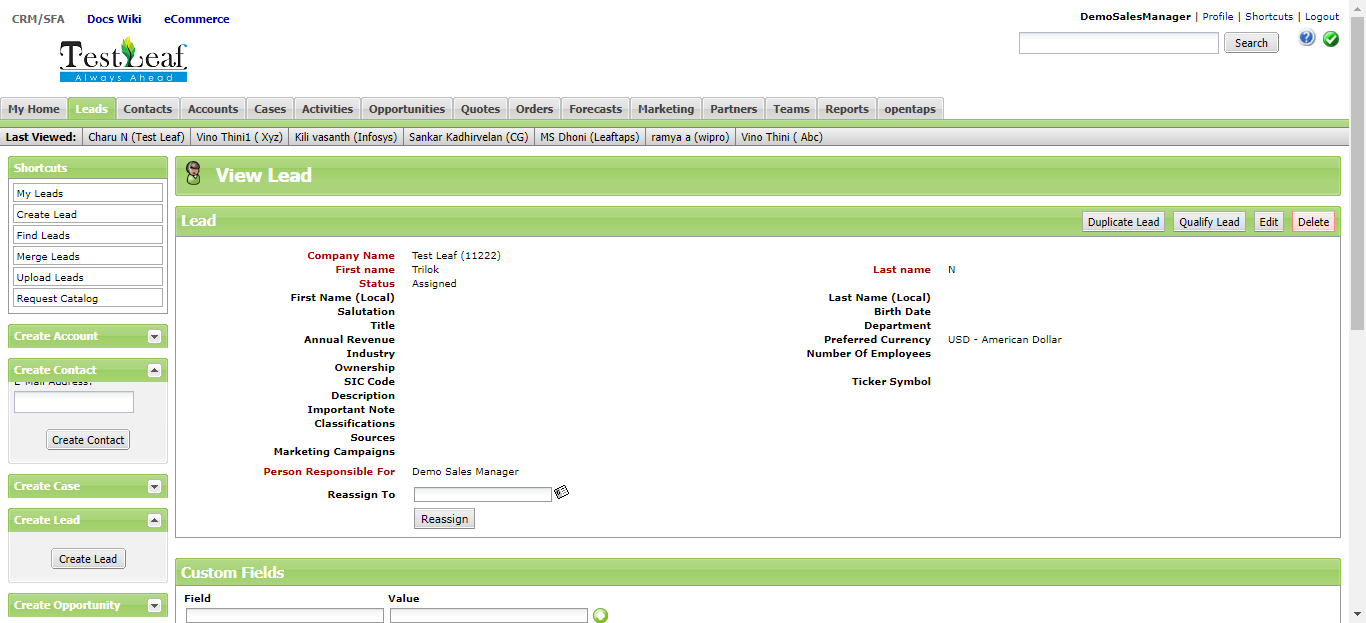 CRM/SFA Docs Wiki eCommerce
DemoSalesManager | Profile | Shortcuts | Logout
TestLeaf
Always Ahead
Search
My Home Leads Contacts Accounts Cases Activities Opportunities Quotes Orders Forecasts Marketing Partners Teams Reports opentaps
Last Viewed: Charu N (Test Leaf) Vino Thini1 ( Xyz) Kili vasanth (Infosys) Sankar Kadhirvelan (CG) MS Dhoni (Leaftaps) ramya a (wipro) Vino Thini ( Abc)
Shortcuts
My Leads
Create Lead
Find Leads
Merge Leads
Upload Leads
Request Catalog
Create Account
Create Contact
E-Mail Address:
Create Contact
Create Case
Create Lead
Create Lead
Create Opportunity
View Lead
Lead
Duplicate Lead Qualify Lead Edit Delete
Company Name Test Leaf (11222)
First name Trilok Last name N
Status Assigned
First Name (Local) Last Name (Local)
Salutation Birth Date
Title Department
Annual Revenue Preferred Currency USD - American Dollar
Industry Number Of Employees
Ownership
SIC Code Ticker Symbol
Description
Important Note
Classifications
Sources
Marketing Campaigns
Person Responsible For Demo Sales Manager
Reassign To
Reassign
Custom Fields
Field Value